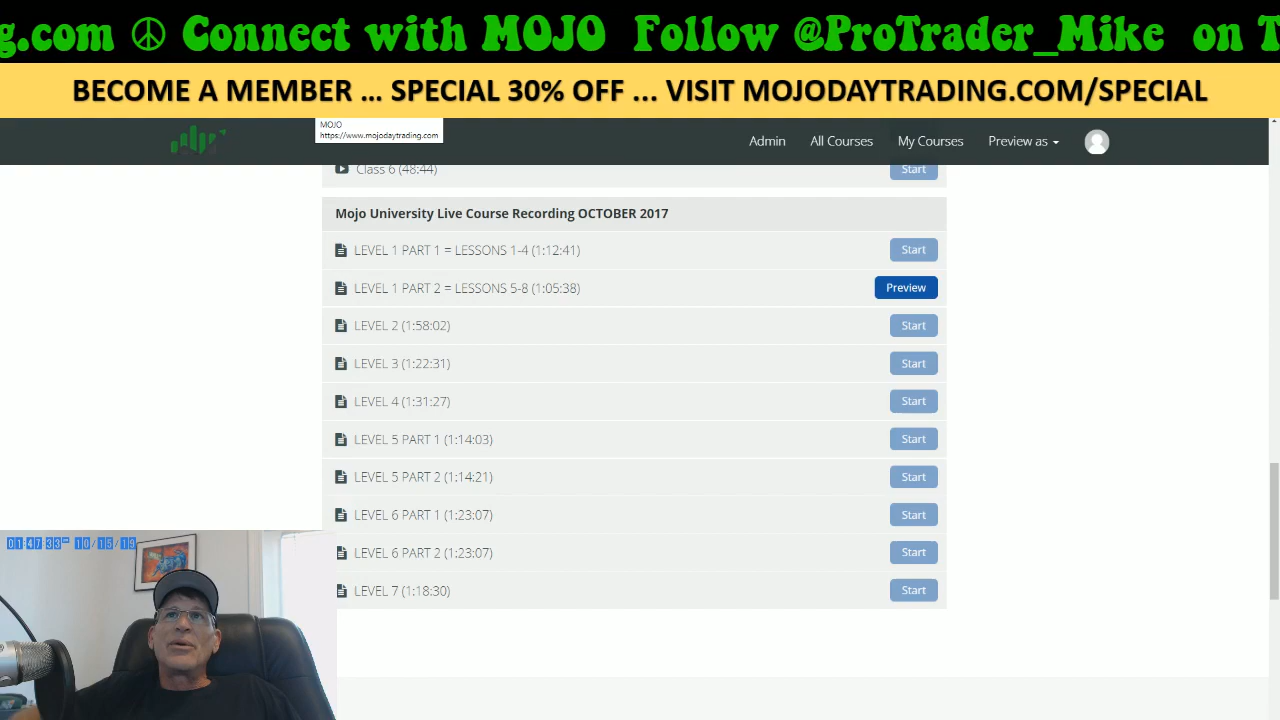 g.com ☮ Connect with MOJO Follow @ProTrader_Mike on T
BECOME A MEMBER ... SPECIAL 30% OFF ... VISIT MOJODAYTRADING.COM/SPECIAL
MOJO
https://www.mojodaytrading.com
Admin All Courses My Courses Preview as
Class 6 (48:44) Start
Mojo University Live Course Recording OCTOBER 2017
LEVEL 1 PART 1 = LESSONS 1-4 (1:12:41) Start
LEVEL 1 PART 2 = LESSONS 5-8 (1:05:38) Preview
LEVEL 2 (1:58:02) Start
LEVEL 3 (1:22:31) Start
LEVEL 4 (1:31:27) Start
LEVEL 5 PART 1 (1:14:03) Start
LEVEL 5 PART 2 (1:14:21) Start
LEVEL 6 PART 1 (1:23:07) Start
LEVEL 6 PART 2 (1:23:07) Start
LEVEL 7 (1:18:30) Start
01:47:33 10/15/19